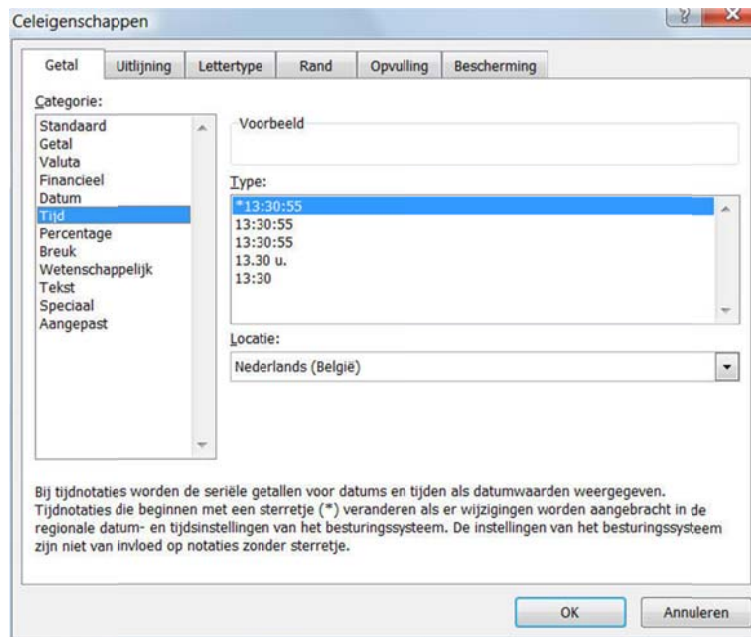 Celeigenschappen
Getal Uitlijning Lettertype Rand Opvulling Bescherming
Categorie:
Standaard
Getal
Valuta
Financieel
Datum
Tijd
Percentage
Breuk
Wetenschappelijk
Tekst
Speciaal
Aangepast
Voorbeeld
Type:
*13:30:55
13:30:55
13:30:55
13.30 u.
13:30
Locatie:
Nederlands (België)
Bij tijdnotaties worden de seriële getallen voor datums en tijden als datumwaarden weergegeven.
Tijdnotaties die beginnen met een sterretje (*) veranderen als er wijzigingen worden aangebracht in de
regionale datum- en tijdsinstellingen van het besturingssysteem. De instellingen van het besturingssysteem
zijn niet van invloed op notaties zonder sterretje.
OK Annuleren